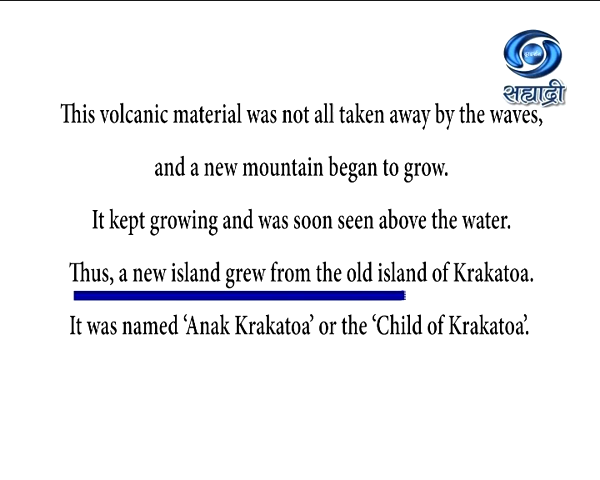 सह्याद्री
This volcanic material was not all taken away by the waves,
and a new mountain began to grow.
It kept growing and was soon seen above the water.
Thus, a new island grew from the old island of Krakatoa.
It was named ‘Anak Krakatoa’ or the ‘Child of Krakatoa’.